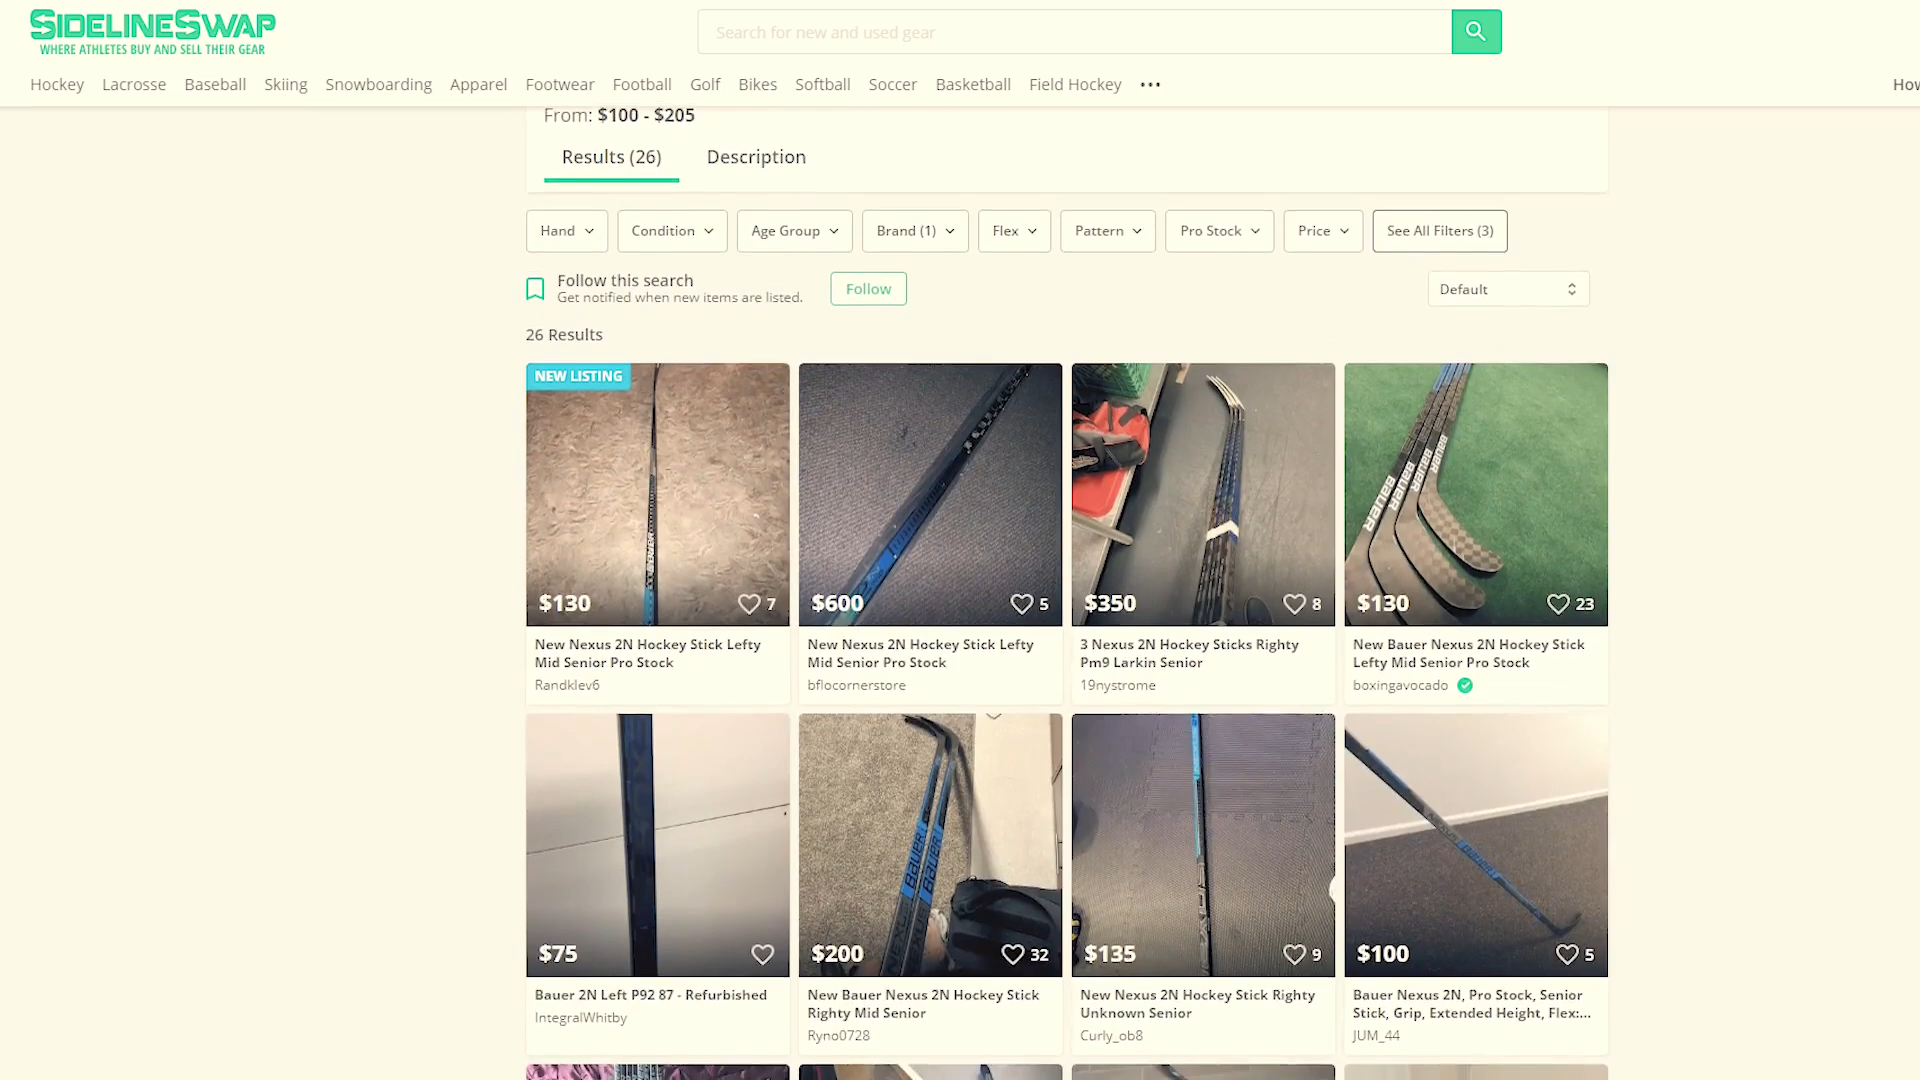 SIDELINESWAP
WHERE ATHLETES BUY AND SELL THEIR GEAR
Search for new and used gear
Hockey Lacrosse Baseball Skiing Snowboarding Apparel Footwear Football Golf Bikes Softball Soccer Basketball Field Hockey •••
From: $100 - $205
Results (26) Description
Hand Condition Age Group Brand (1) Flex Pattern Pro Stock Price See All Filters (3)
Follow this search
Get notified when new items are listed.
Follow
Default
26 Results
NEW LISTING
BAUER
BAUER
BAUER
$130 7
$600 5
$350 8
$130 23
New Nexus 2N Hockey Stick Lefty
Mid Senior Pro Stock
Randklev6
New Nexus 2N Hockey Stick Lefty
Mid Senior Pro Stock
bflocornerstore
3 Nexus 2N Hockey Sticks Righty
Pm9 Larkin Senior
19nystrome
New Bauer Nexus 2N Hockey Stick
Lefty Mid Senior Pro Stock
boxingavocado
BAUER
BAUER
$75
$200 32
$135 9
$100 5
Bauer 2N Left P92 87 - Refurbished
IntegralWhitby
New Bauer Nexus 2N Hockey Stick
Righty Mid Senior
Ryno0728
New Nexus 2N Hockey Stick Righty
Unknown Senior
Curly_ob8
Bauer Nexus 2N, Pro Stock, Senior
Stick, Grip, Extended Height, Flex:...
JUM_44